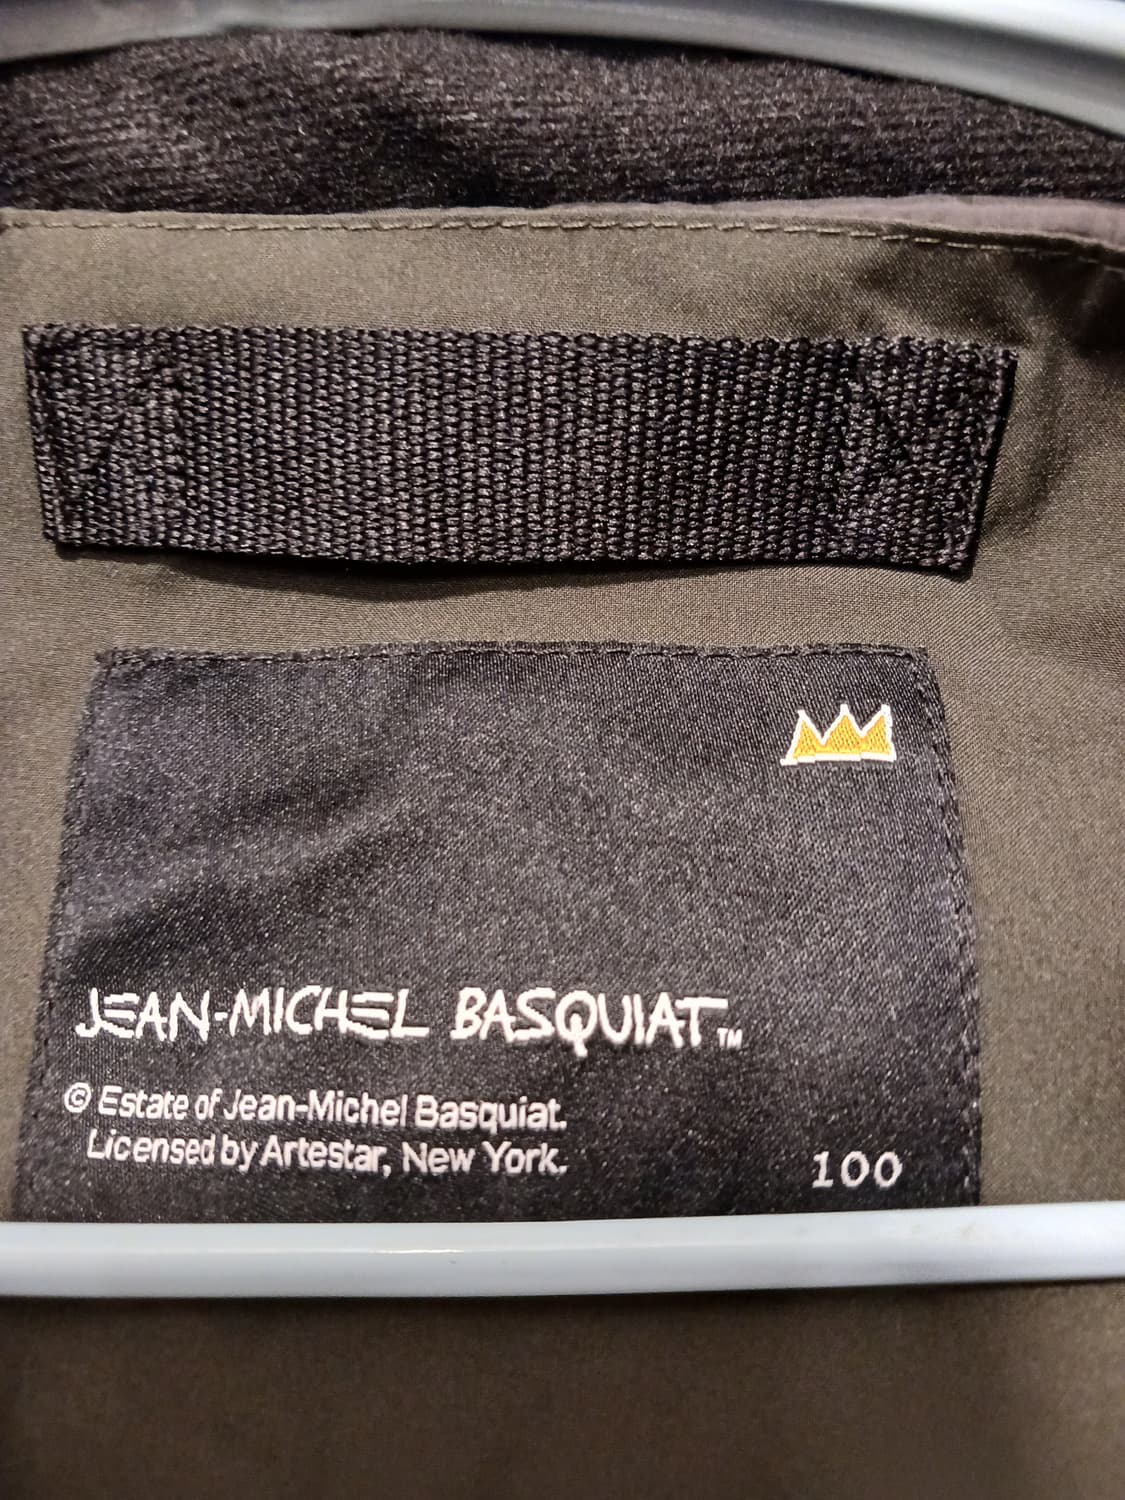 JEAN-MICHEL BASQUIAT™
© Estate of Jean-Michel Basquiat.
Licensed by Artestar, New York.
100